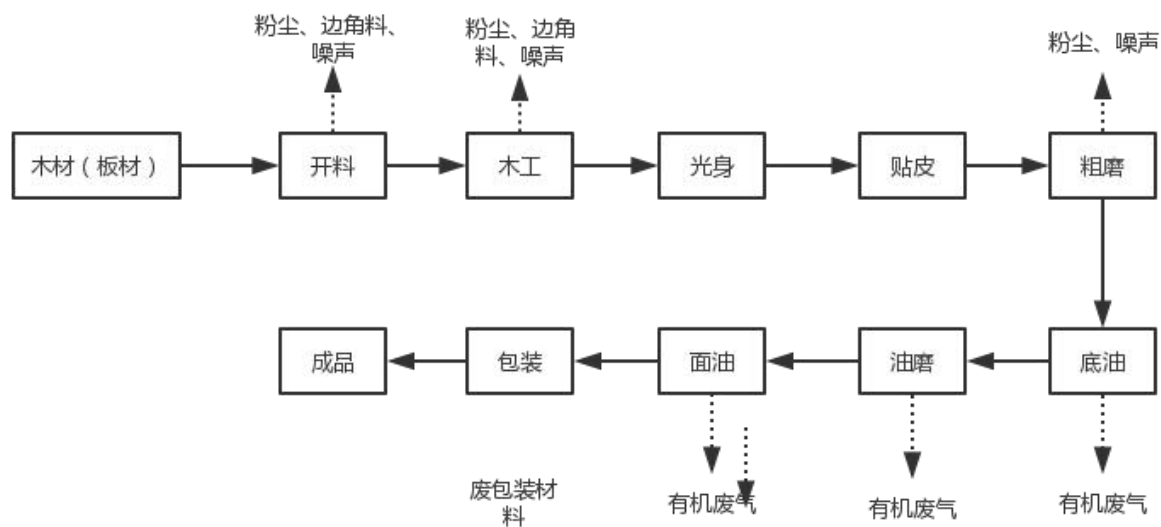 粉尘、边角料、
噪声
粉尘、边角
料、噪声
粉尘、噪声
木材（板材）
开料
木工
光身
贴皮
粗磨
成品
包装
面油
油磨
底油
废包装材
料
有机废气
有机废气
有机废气